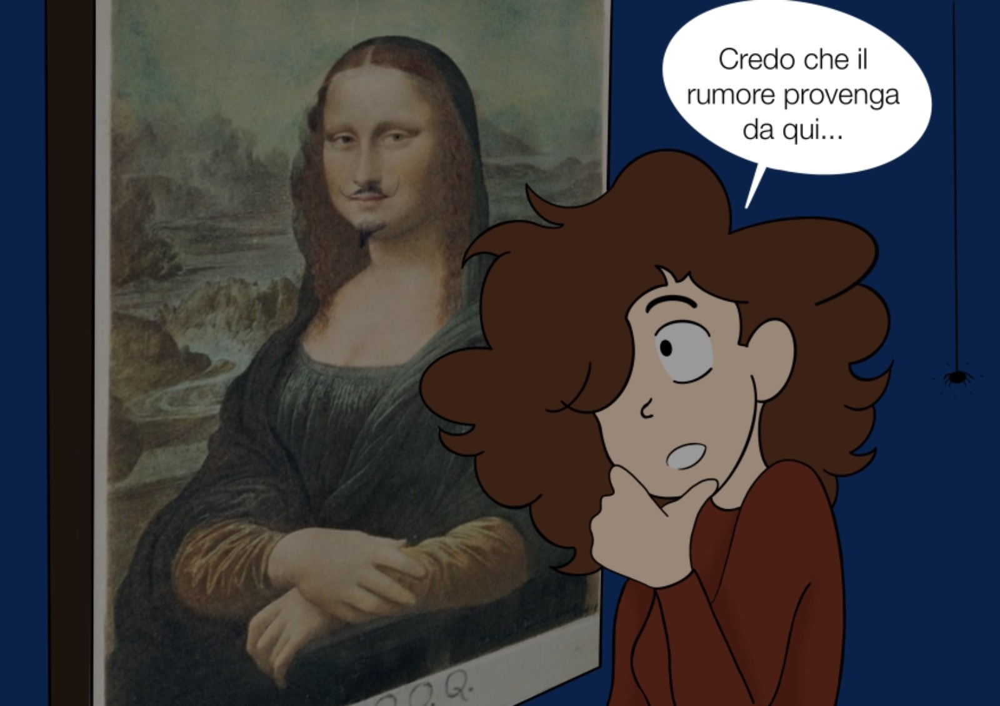 Credo che il
rumore provenga
da qui...
O.Q.